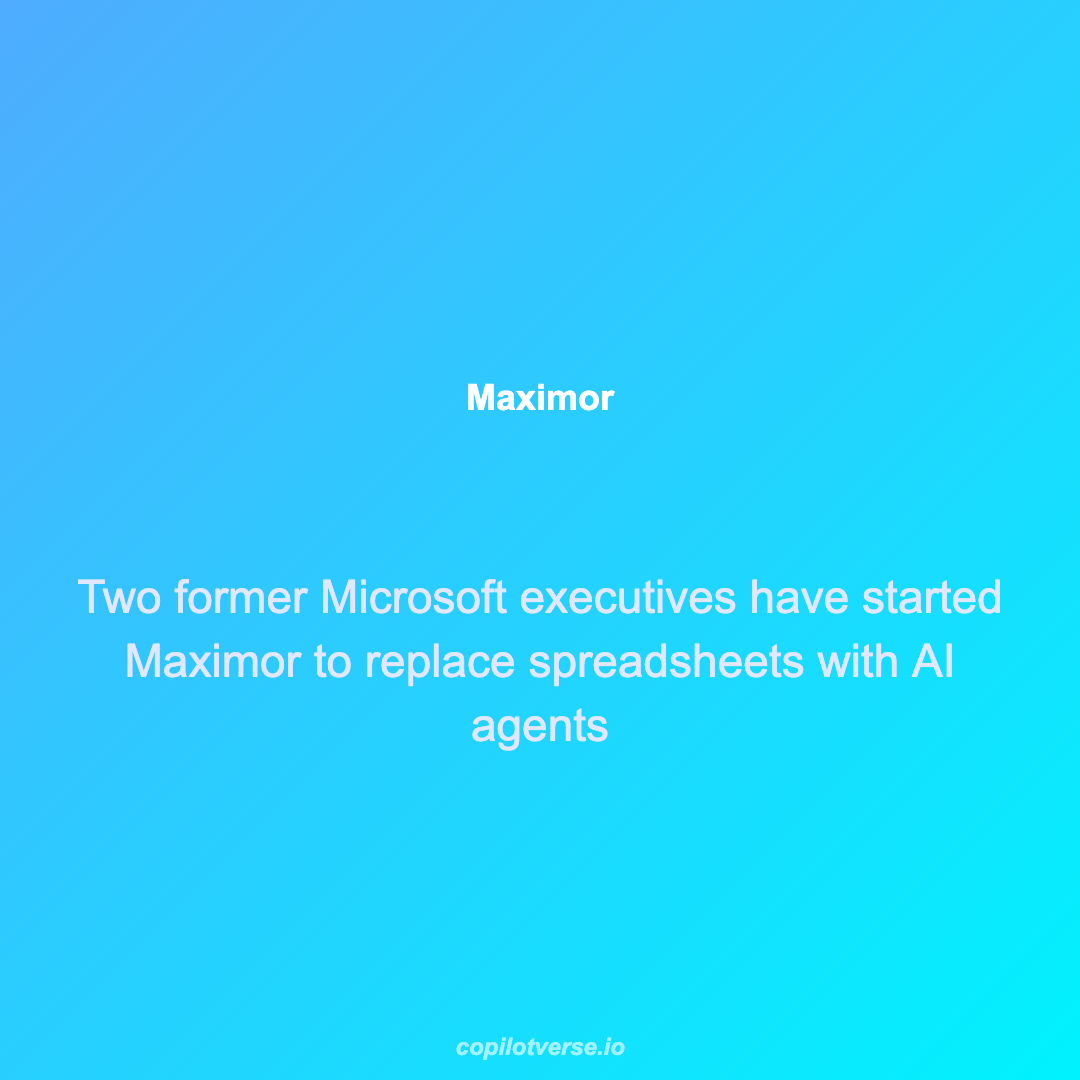 Maximor
Two former Microsoft executives have started
Maximor to replace spreadsheets with AI
agents
copilotverse.io